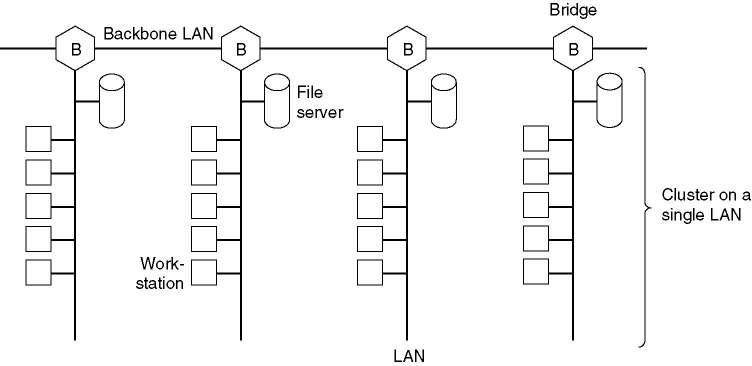 Bridge
Backbone LAN
B
B
B
B
File
server
Cluster on a
single LAN
Work-
station
LAN